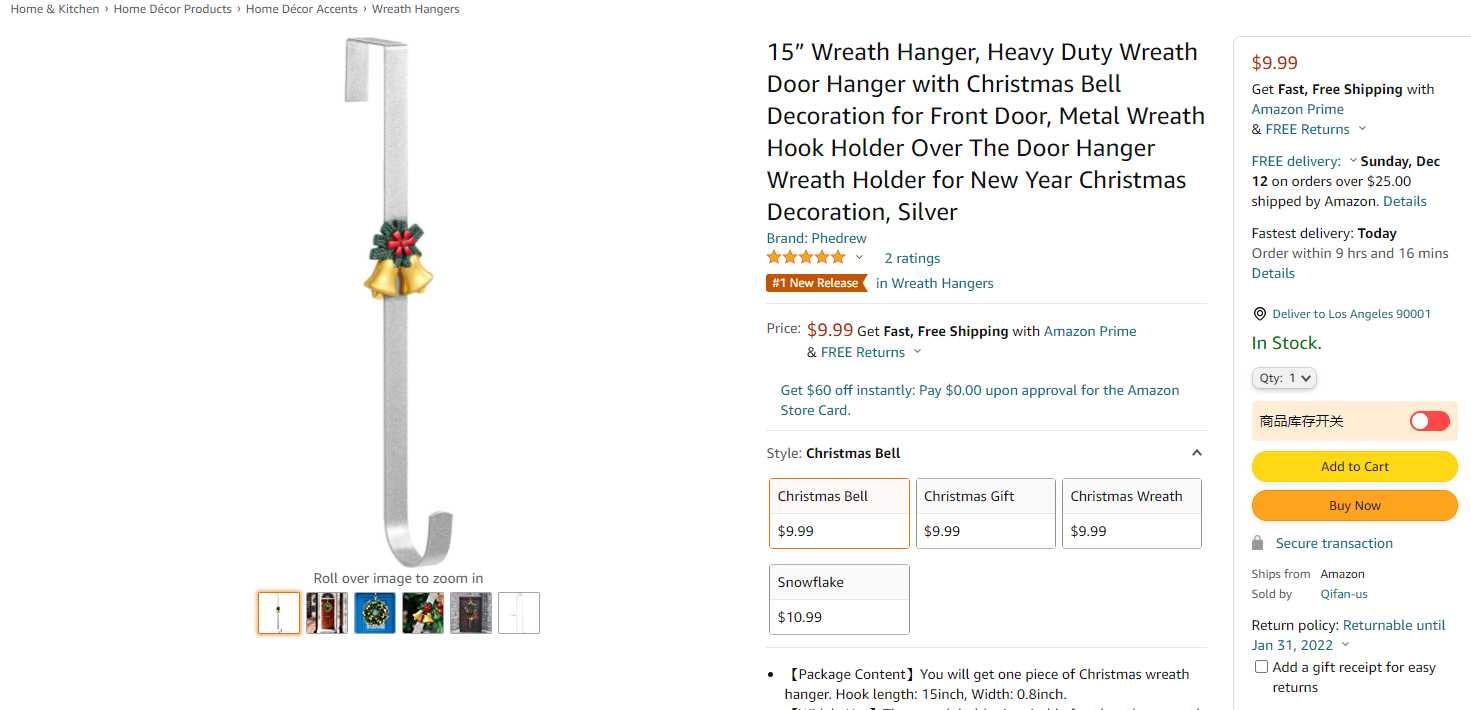 Home & Kitchen › Home Décor Products › Home Décor Accents › Wreath Hangers
Roll over image to zoom in
15” Wreath Hanger, Heavy Duty Wreath
Door Hanger with Christmas Bell
Decoration for Front Door, Metal Wreath
Hook Holder Over The Door Hanger
Wreath Holder for New Year Christmas
Decoration, Silver
Brand: Phedrew
2 ratings
#1 New Release in Wreath Hangers
Price: $9.99 Get Fast, Free Shipping with Amazon Prime
& FREE Returns
Get $60 off instantly: Pay $0.00 upon approval for the Amazon
Store Card.
Style: Christmas Bell
Christmas Bell Christmas Gift Christmas Wreath
$9.99 $9.99 $9.99
Snowflake
$10.99
• 【Package Content】You will get one piece of Christmas wreath
hanger. Hook length: 15inch, Width: 0.8inch.
$9.99
Get Fast, Free Shipping with
Amazon Prime
& FREE Returns
FREE delivery: Sunday, Dec
12 on orders over $25.00
shipped by Amazon. Details
Fastest delivery: Today
Order within 9 hrs and 16 mins
Details
Deliver to Los Angeles 90001
In Stock.
Qty: 1
商品库存开关
Add to Cart
Buy Now
Secure transaction
Ships from Amazon
Sold by Qifan-us
Return policy: Returnable until
Jan 31, 2022
Add a gift receipt for easy
returns